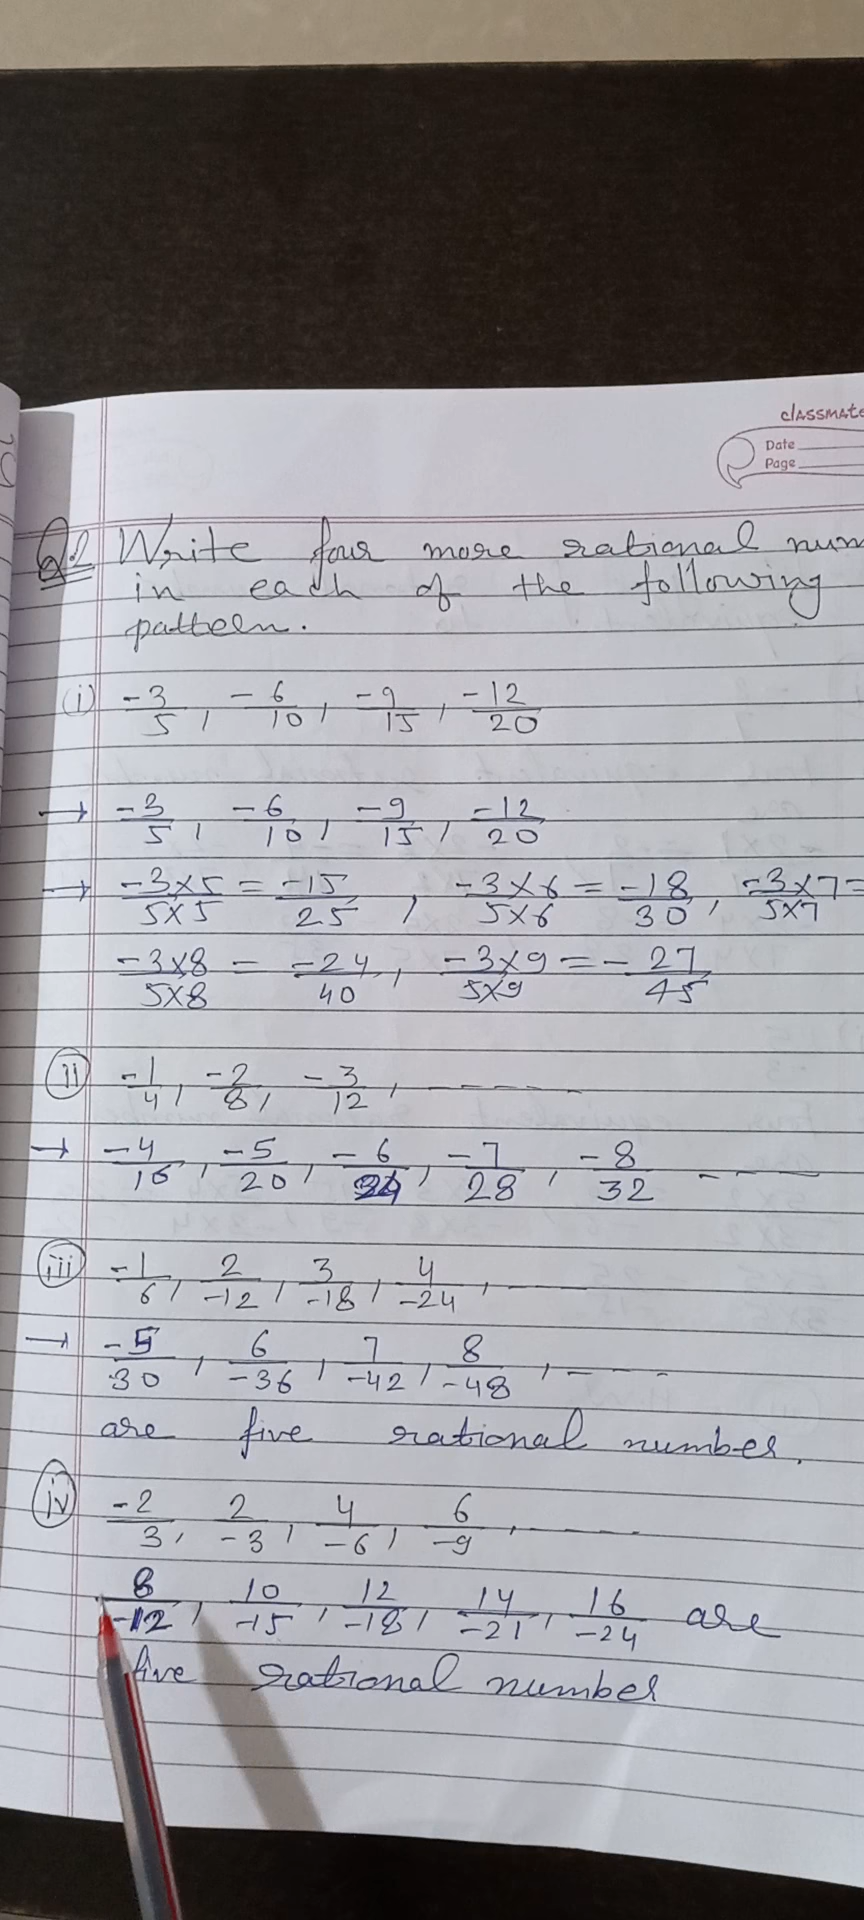 classmate
Date
Page
Q.2 Write four more rational num
in each of the following
pattern.
(i) -3/5, -6/10, -9/15, -12/20
→ -3/5, -6/10, -9/15, -12/20
→ -3×5/5×5 = -15/25, -3×6/5×6 = -18/30, -3×7/5×7 =
-3×8/5×8 = -24/40, -3×9/5×9 = -27/45
(ii) -1/4, -2/8, -3/12, ------
→ -4/16, -5/20, -6/24, -7/28, -8/32 ----
(iii) -1/6, 2/-12, 3/-18, 4/-24, -----
→ -5/30, 6/-36, 7/-42, 8/-48, ----
are five rational number.
(iv) -2/3, 2/-3, 4/-6, 6/-9, ----
8/-12, 10/-15, 12/-18, 14/-21, 16/-24 are
five rational number